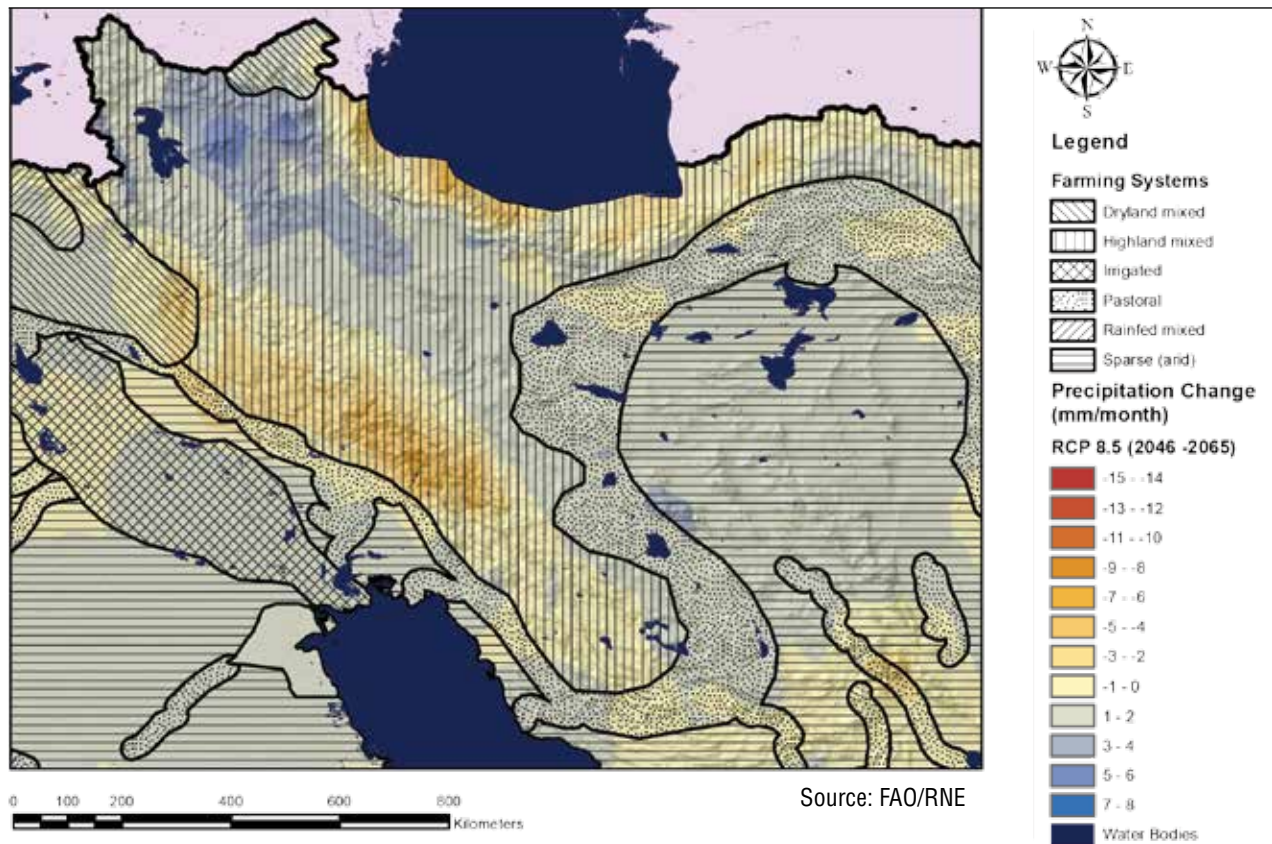 N
W E
S
Legend
Farming Systems
Dryland mixed
Highland mixed
Irrigated
Pastoral
Rainfed mixed
Sparse (arid)
Precipitation Change
(mm/month)
RCP 8.5 (2046 -2065)
-15 - -14
-13 - -12
-11 - -10
-9 - -8
-7 - -6
-5 - -4
-3 - -2
-1 - 0
1 - 2
3 - 4
5 - 6
7 - 8
Water Bodies
0 100 200 400 600 800
Kilometers
Source: FAO/RNE